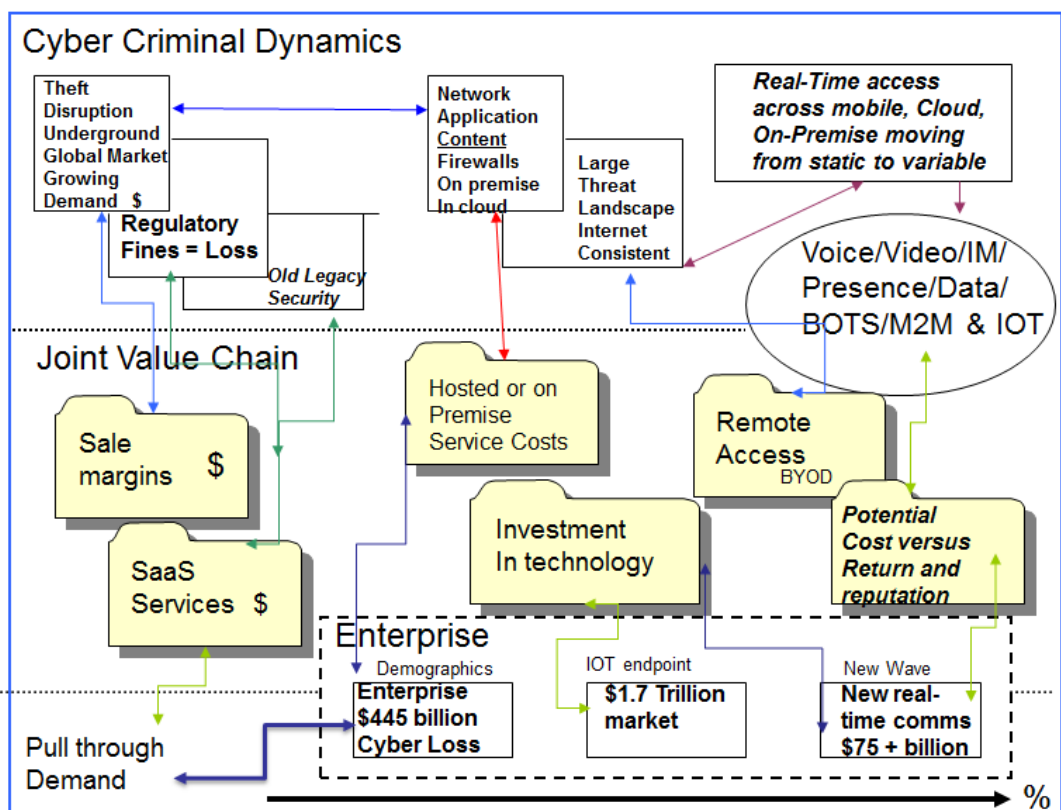 Cyber Criminal Dynamics
Theft
Disruption
Underground
Global Market
Growing
Demand $
Regulatory
Fines = Loss
Old Legacy
Security
Network
Application
Content
Firewalls
On premise
In cloud
Large
Threat
Landscape
Internet
Consistent
Real-Time access
across mobile, Cloud,
On-Premise moving
from static to variable
Voice/Video/IM/
Presence/Data/
BOTS/M2M & IOT
Joint Value Chain
Sale
margins $
SaaS
Services $
Hosted or on
Premise
Service Costs
Investment
In technology
Remote
Access
BYOD
Potential
Cost versus
Return and
reputation
Enterprise
Demographics
Enterprise
$445 billion
Cyber Loss
IOT endpoint
$1.7 Trillion
market
New Wave
New real-
time comms
$75 + billion
Pull through
Demand
%